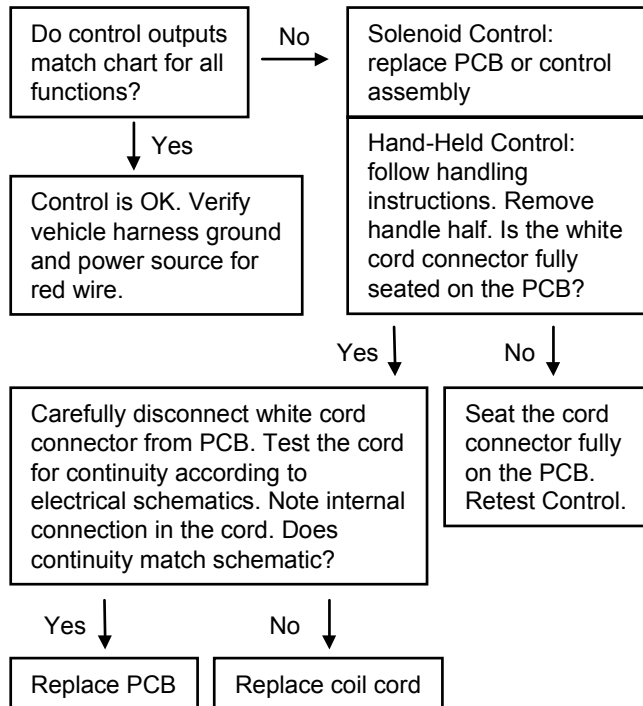 Do control outputs
match chart for all
functions?
No
Solenoid Control:
replace PCB or control
assembly
Yes
Control is OK. Verify
vehicle harness ground
and power source for
red wire.
Hand-Held Control:
follow handling
instructions. Remove
handle half. Is the white
cord connector fully
seated on the PCB?
Yes
No
Carefully disconnect white cord
connector from PCB. Test the cord
for continuity according to
electrical schematics. Note internal
connection in the cord. Does
continuity match schematic?
Seat the cord
connector fully
on the PCB.
Retest Control.
Yes
No
Replace PCB
Replace coil cord